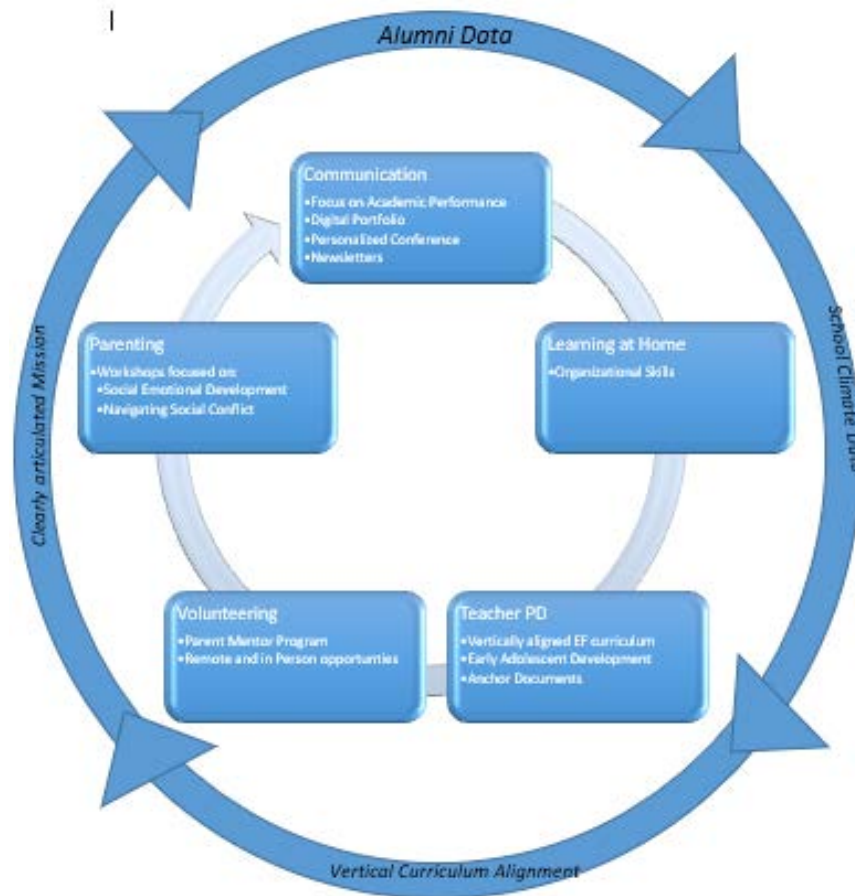 Alumni Data
Communication
•Focus on Academic Performance
•Digital Portfolio
•Personalized Conference
•Newsletters
Parenting
•Workshops focused on:
•Social Emotional Development
•Navigating Social Conflict
Learning at Home
•Organizational Skills
Clearly articulated Mission
School Climate Data
Volunteering
•Parent Mentor Program
•Remote and in Person opportunties
Teacher PD
•Vertically aligned EF curriculum
•Early Adolescent Development
•Anchor Documents
Vertical Curriculum Alignment